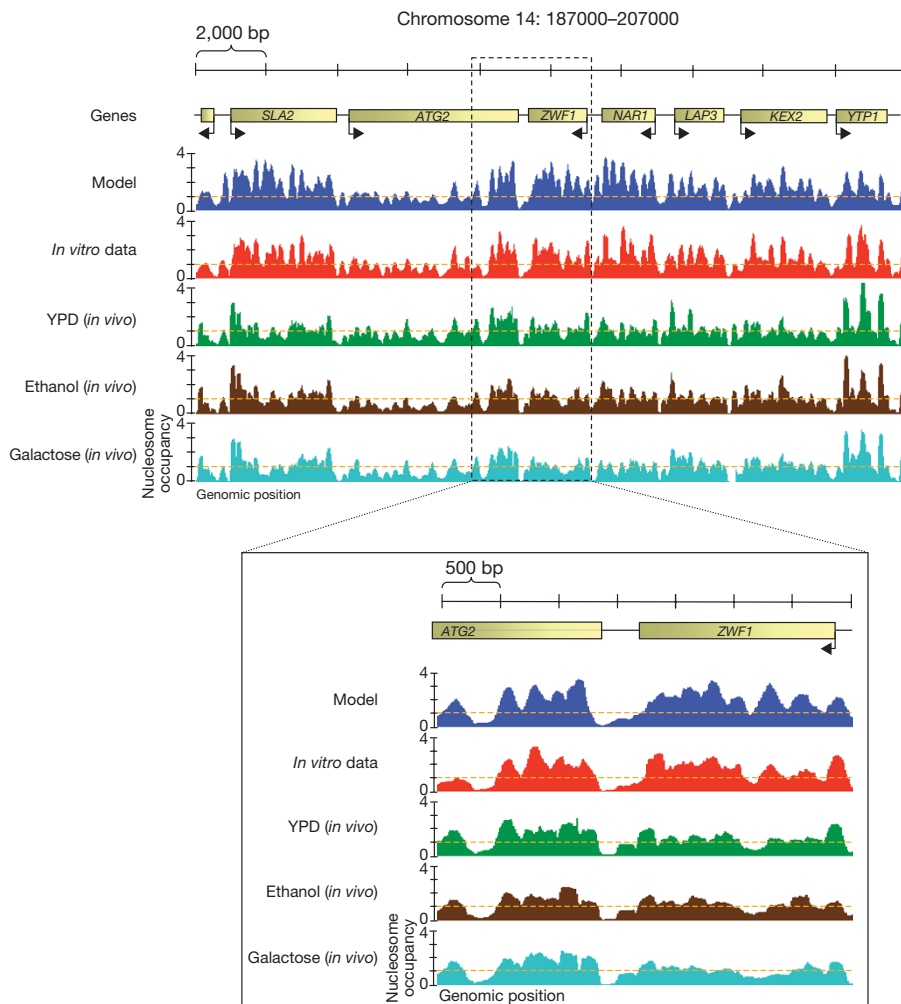 Chromosome 14: 187000–207000
2,000 bp
Genes
SLA2
ATG2
ZWF1
NAR1
LAP3
KEX2
YTP1
Model
4
0
In vitro data
4
0
YPD (in vivo)
4
0
Ethanol (in vivo)
4
0
Galactose (in vivo)
4
0
Nucleosome
occupancy
Genomic position
500 bp
ATG2
ZWF1
Model
4
0
In vitro data
4
0
YPD (in vivo)
4
0
Ethanol (in vivo)
4
0
Galactose (in vivo)
4
0
Nucleosome
occupancy
Genomic position